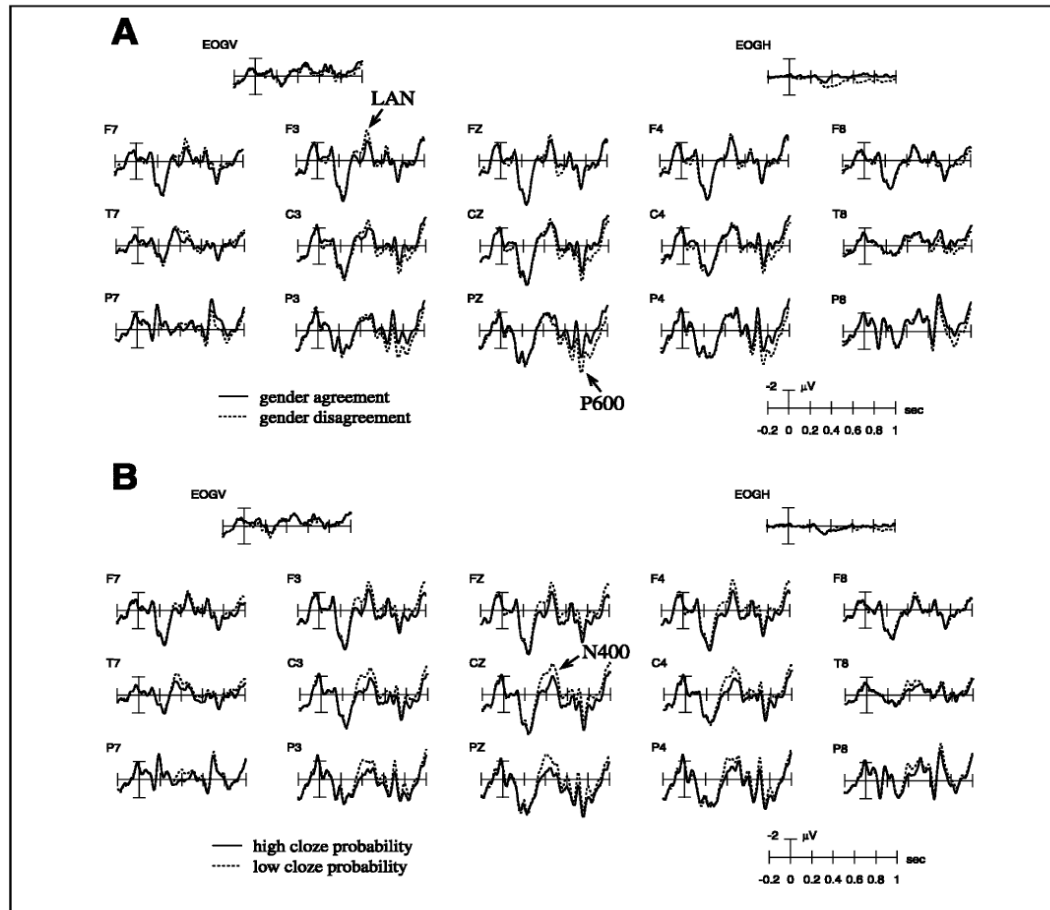 A
EOGV EOGH
LAN
F7 F3 FZ F4 F8
T7 C3 CZ C4 T8
P7 P3 PZ P4 P8
P600
gender agreement
gender disagreement
-2 μV
sec
-0.2 0 0.2 0.4 0.6 0.8 1
B
EOGV EOGH
F7 F3 FZ F4 F8
N400
T7 C3 CZ C4 T8
P7 P3 PZ P4 P8
high cloze probability
low cloze probability
-2 μV
sec
-0.2 0 0.2 0.4 0.6 0.8 1